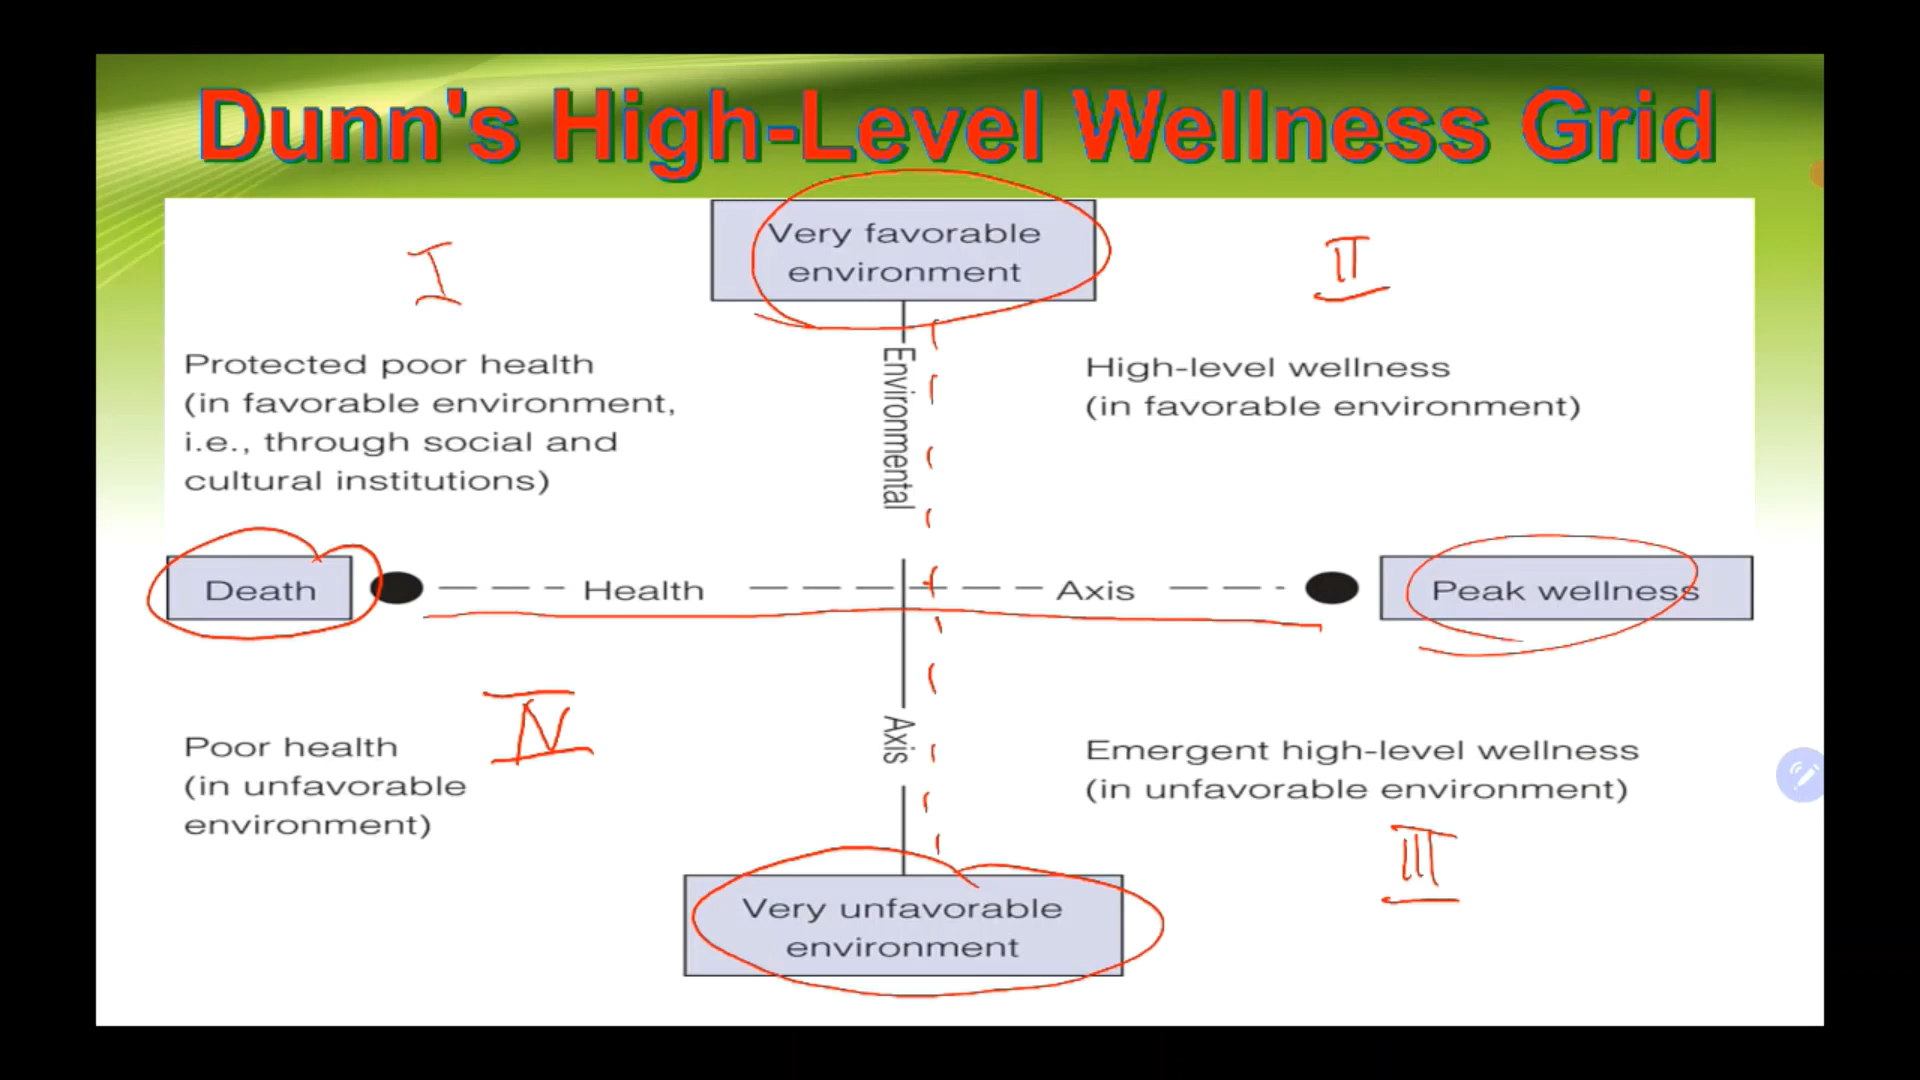 Dunn's High-Level Wellness Grid
Very favorable
environment
I
II
Protected poor health
(in favorable environment,
i.e., through social and
cultural institutions)
Environmental
High-level wellness
(in favorable environment)
Death
Health
Axis
Peak wellness
IV
Poor health
(in unfavorable
environment)
Axis
Emergent high-level wellness
(in unfavorable environment)
III
Very unfavorable
environment